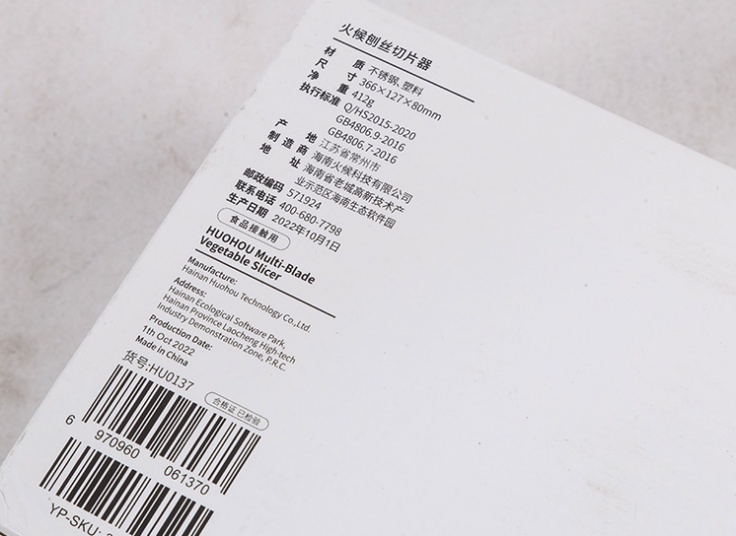 火候刨丝切片器
材 质 不锈钢、塑料
尺 寸 366×127×80mm
净 重 412g
执行标准 Q/HS2015-2020
GB4806.9-2016
GB4806.7-2016
产 地 江苏省常州市
制 造 商 海南火候科技有限公司
地 址 海南省老城高新技术产
业示范区海南生态软件园
邮政编码 571924
联系电话 400-680-7798
生产日期 2022年10月1日
食品接触用
HUOHOU Multi-Blade
Vegetable Slicer
Manufacture:
Hainan Huohou Technology Co.,Ltd.
Address:
Hainan Ecological Software Park,
Hainan Province Laocheng High-tech
Industry Demonstration Zone, P.R.C.
Production Date:
1th Oct 2022
Made in China
货号:HU0137
合格证 已检验
6 970960 061370
YP-SKU: